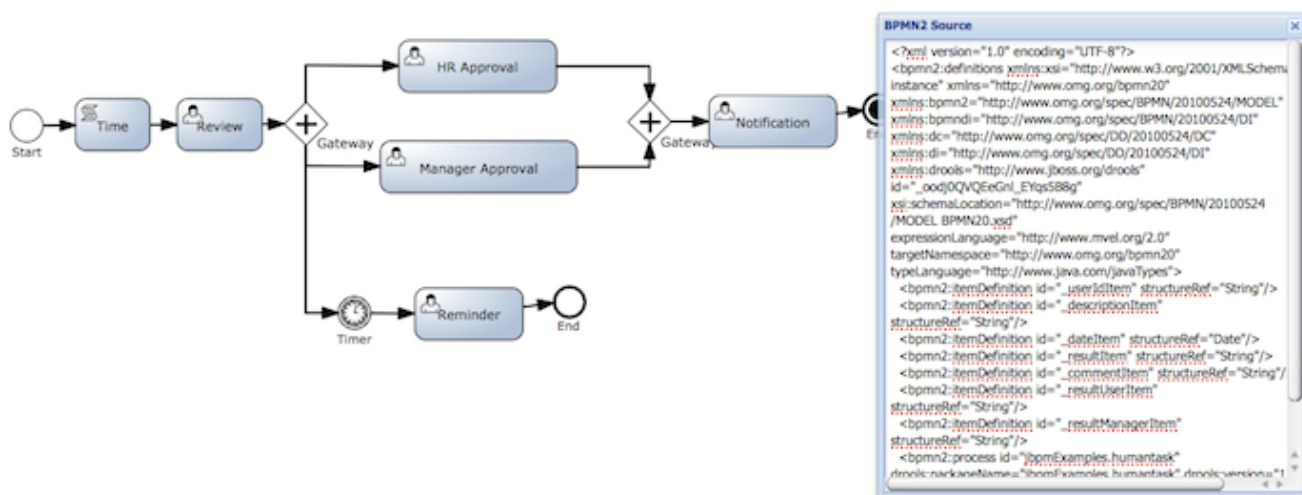 Start
Time
Review
Gateway
HR Approval
Manager Approval
Gateway
Notification
Timer
Reminder
End
BPMN2 Source
<?xml version="1.0" encoding="UTF-8"?>
<bpmn2:definitions xmlns:xsi="http://www.w3.org/2001/XMLSchema
instance" xmlns="http://www.omg.org/bpmn20"
xmlns:bpmn2="http://www.omg.org/spec/BPMN/20100524/MODEL"
xmlns:bpmndi="http://www.omg.org/spec/BPMN/20100524/DI"
xmlns:dc="http://www.omg.org/spec/DD/20100524/DC"
xmlns:di="http://www.omg.org/spec/DD/20100524/DI"
xmlns:drools="http://www.jboss.org/drools"
xsi:schemaLocation="http://www.omg.org/spec/BPMN/20100524
/MODEL BPMN20.xsd"
expressionLanguage="http://www.mvel.org/2.0"
targetNamespace="http://www.omg.org/bpmn20"
typeLanguage="http://www.java.com/javaTypes">
<bpmn2:itemDefinition id="_userIdItem" structureRef="String"/>
<bpmn2:itemDefinition id="_descriptionItem"
structureRef="String"/>
<bpmn2:itemDefinition id="_dateItem" structureRef="Date"/>
<bpmn2:itemDefinition id="_resultItem" structureRef="String"/>
<bpmn2:itemDefinition id="_commentItem" structureRef="String"/
<bpmn2:itemDefinition id="_resultUserItem"
structureRef="String"/>
<bpmn2:itemDefinition id="_resultManagerItem"
structureRef="String"/>
<bpmn2:process id="jbpmExamples.humantask"
drools:packageName="jbpmExamples.humantask" drools:version="1